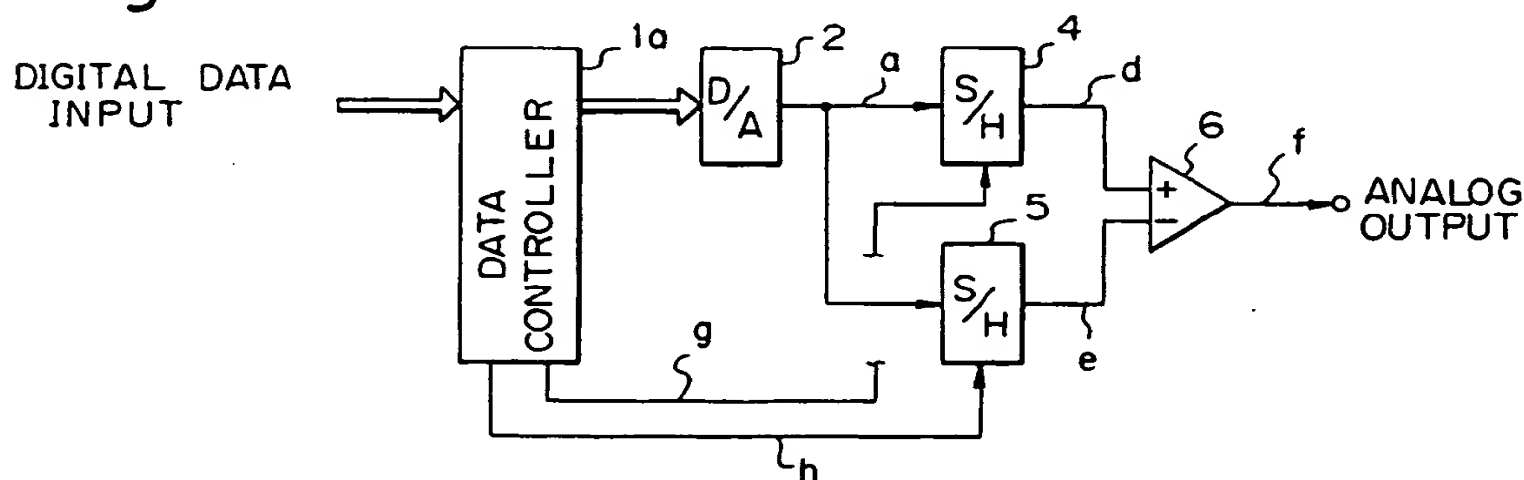 DIGITAL DATA
INPUT
1a
DATA
CONTROLLER
2
D/A
a
4
S/H
d
6
+
−
f
ANALOG
OUTPUT
5
S/H
e
g
h